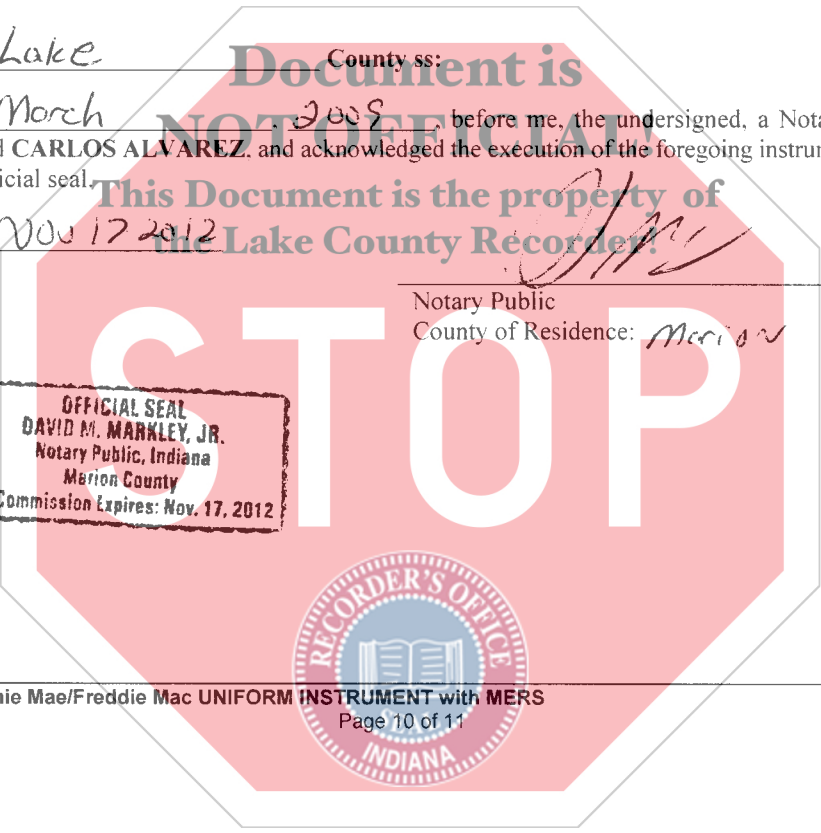 Lake County ss:
Document is
March , 2009 , before me, the undersigned, a Nota
NOT OFFICIAL!
d CARLOS ALVAREZ, and acknowledged the execution of the foregoing instrum
icial seal.
This Document is the property of
Nov 17 2012
the Lake County Recorder!
Notary Public
County of Residence: Marion
STOP
OFFICIAL SEAL
DAVID M. MARKLEY, JR.
Notary Public, Indiana
Marion County
Commission Expires: Nov. 17, 2012
RECORDER'S OFFICE
SEAL
INDIANA
nie Mae/Freddie Mac UNIFORM INSTRUMENT with MERS
Page 10 of 11